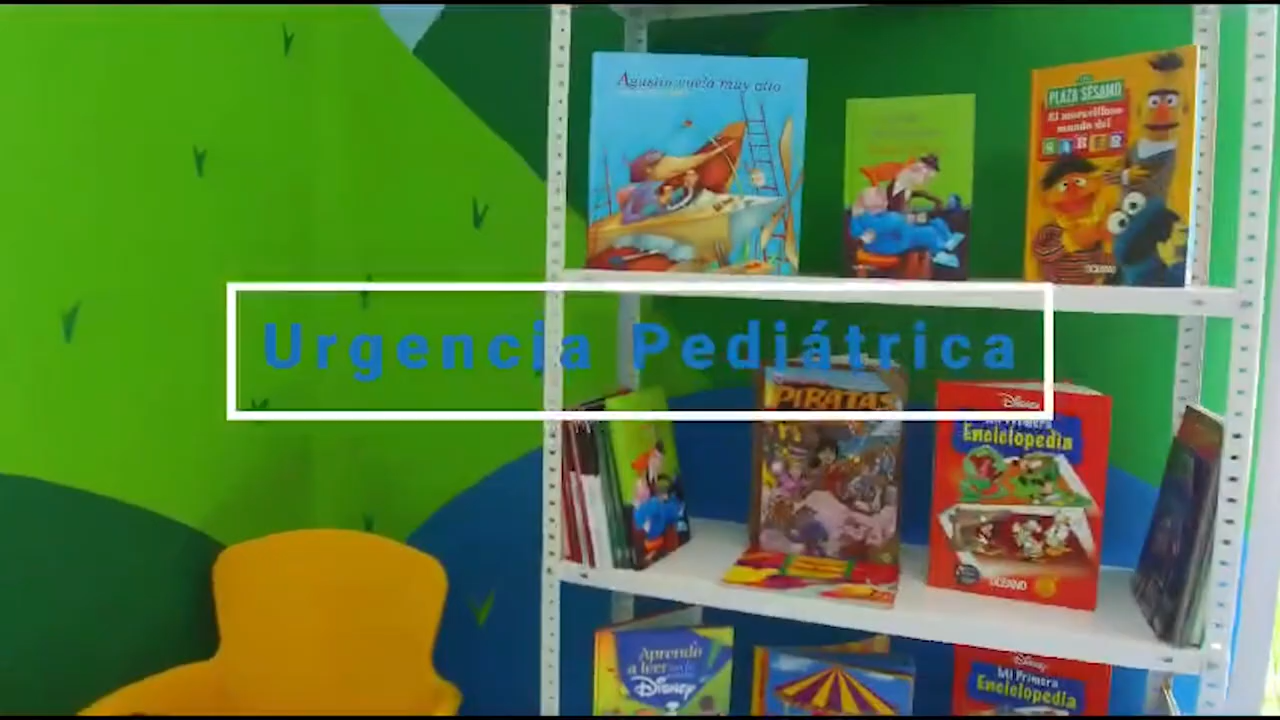 Agustín vuela muy alto
PLAZA SÉSAMO
El maravilloso
mundo del
SABER
OCEANO
Urgencia Pediátrica
PIRATAS
Disney
Mi Primera
Enciclopedia
OCEANO
Aprendo
a leer
Disney
Disney
Mi Primera
Enciclopedia